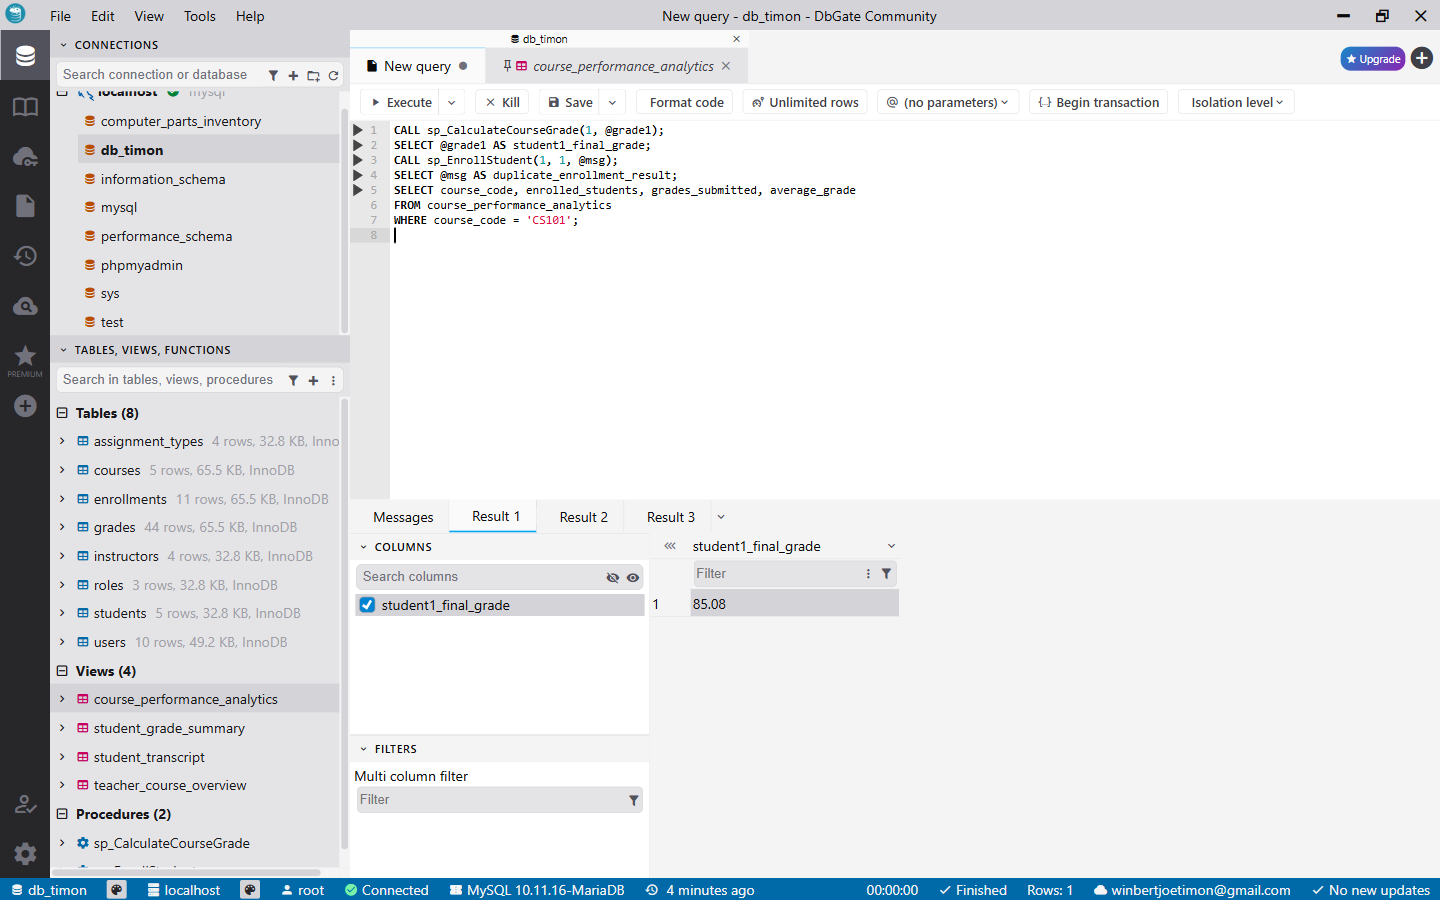 File Edit View Tools Help
New query - db_timon - DbGate Community
CONNECTIONS
Search connection or database
localhost mysql
computer_parts_inventory
db_timon
information_schema
mysql
performance_schema
phpmyadmin
sys
test
TABLES, VIEWS, FUNCTIONS
Search in tables, views, procedures
Tables (8)
assignment_types 4 rows, 32.8 KB, Inno
courses 5 rows, 65.5 KB, InnoDB
enrollments 11 rows, 65.5 KB, InnoDB
grades 44 rows, 65.5 KB, InnoDB
instructors 4 rows, 32.8 KB, InnoDB
roles 3 rows, 32.8 KB, InnoDB
students 5 rows, 32.8 KB, InnoDB
users 10 rows, 49.2 KB, InnoDB
Views (4)
course_performance_analytics
student_grade_summary
student_transcript
teacher_course_overview
Procedures (2)
sp_CalculateCourseGrade
PREMIUM
db_timon
New query
course_performance_analytics
Upgrade
Execute Kill Save Format code Unlimited rows @ (no parameters) Begin transaction Isolation level
1 CALL sp_CalculateCourseGrade(1, @grade1);
2 SELECT @grade1 AS student1_final_grade;
3 CALL sp_EnrollStudent(1, 1, @msg);
4 SELECT @msg AS duplicate_enrollment_result;
5 SELECT course_code, enrolled_students, grades_submitted, average_grade
6 FROM course_performance_analytics
7 WHERE course_code = 'CS101';
8
Messages Result 1 Result 2 Result 3
COLUMNS
Search columns
student1_final_grade
FILTERS
Multi column filter
Filter
student1_final_grade
Filter
1 85.08
db_timon localhost root Connected MySQL 10.11.16-MariaDB 4 minutes ago 00:00:00 Finished Rows: 1 winbertjoetimon@gmail.com No new updates